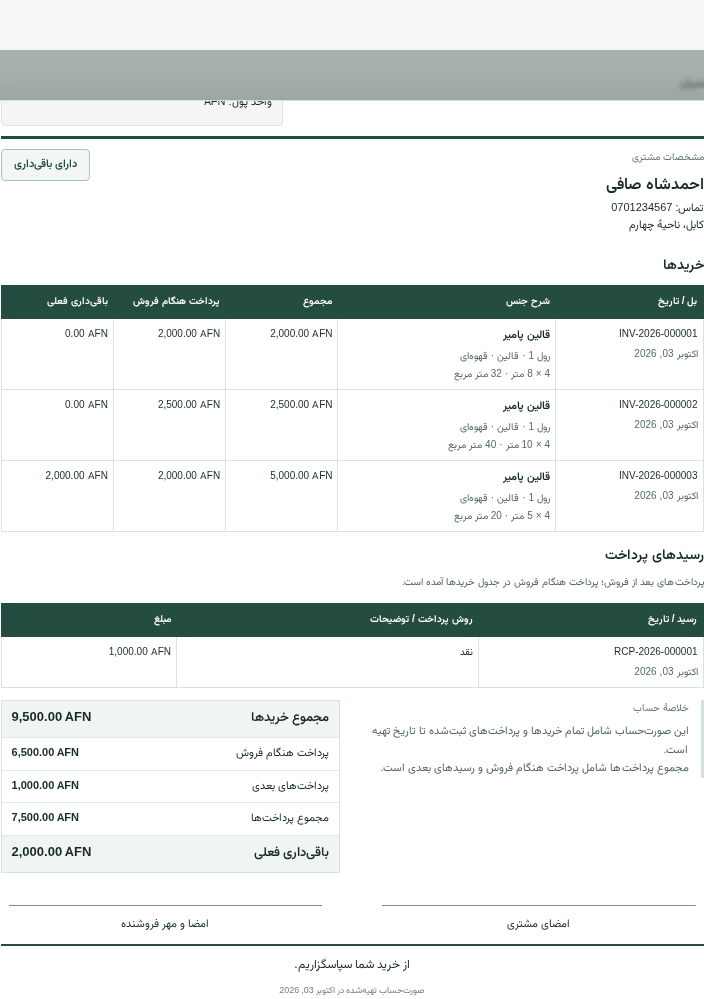 واحد پول: AFN
مشخصات مشتری
دارای باقی‌داری
احمدشاه صافی
تماس: 0701234567
کابل، ناحیهٔ چهارم
خریدها
بل / تاریخ	شرح جنس	مجموع	پرداخت هنگام فروش	باقی‌داری فعلی
INV-2026-000001	قالین پامیر	2,000.00 AFN	2,000.00 AFN	0.00 AFN
اکتوبر 03, 2026	رول 1 · قالین · قهوه‌ای
4 × 8 متر · 32 متر مربع
INV-2026-000002	قالین پامیر	2,500.00 AFN	2,500.00 AFN	0.00 AFN
اکتوبر 03, 2026	رول 1 · قالین · قهوه‌ای
4 × 10 متر · 40 متر مربع
INV-2026-000003	قالین پامیر	5,000.00 AFN	2,000.00 AFN	2,000.00 AFN
اکتوبر 03, 2026	رول 1 · قالین · قهوه‌ای
4 × 5 متر · 20 متر مربع
رسیدهای پرداخت
پرداخت‌های بعد از فروش؛ پرداخت هنگام فروش در جدول خریدها آمده است.
رسید / تاریخ	روش پرداخت / توضیحات	مبلغ
RCP-2026-000001	نقد	1,000.00 AFN
اکتوبر 03, 2026
خلاصهٔ حساب
این صورت‌حساب شامل تمام خریدها و پرداخت‌های ثبت‌شده تا تاریخ تهیه
است.
مجموع پرداخت‌ها شامل پرداخت هنگام فروش و رسیدهای بعدی است.
مجموع خریدها	9,500.00 AFN
پرداخت هنگام فروش	6,500.00 AFN
پرداخت‌های بعدی	1,000.00 AFN
مجموع پرداخت‌ها	7,500.00 AFN
باقی‌داری فعلی	2,000.00 AFN
امضای مشتری	امضا و مهر فروشنده
از خرید شما سپاسگزاریم.
صورت‌حساب تهیه‌شده در اکتوبر 03, 2026